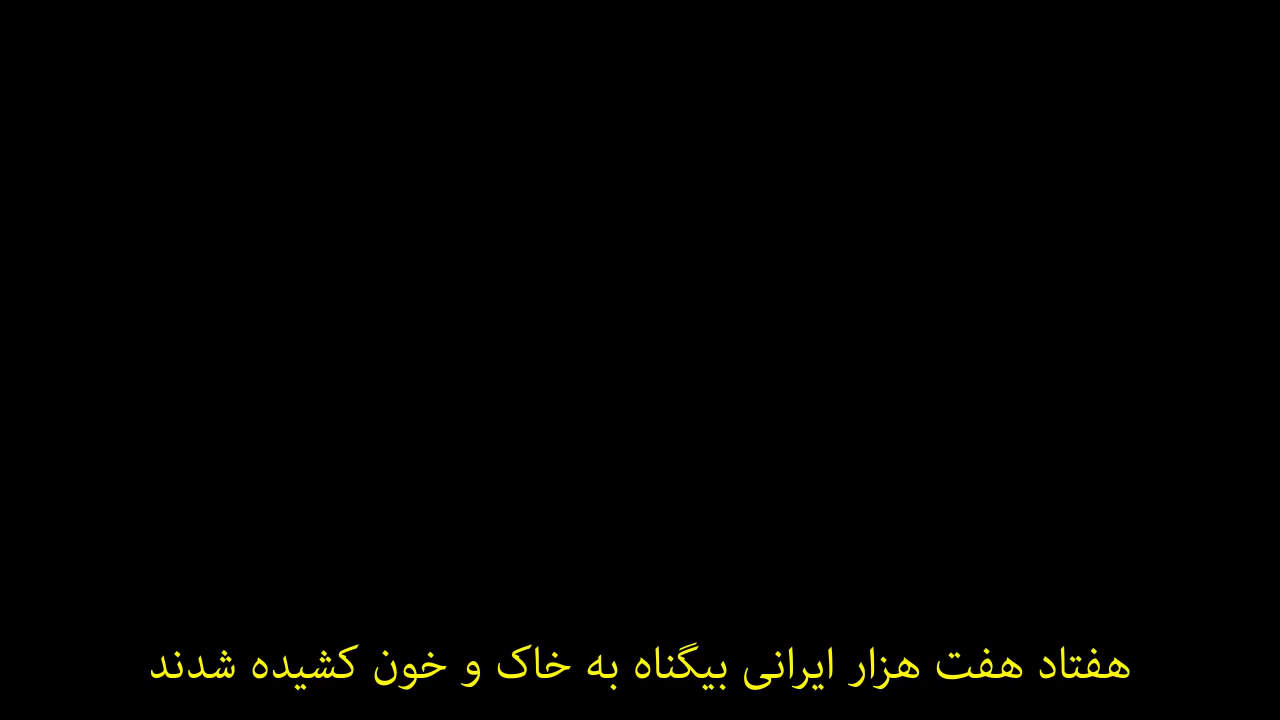 هفتاد هفت هزار ایرانی بیگناه به خاک و خون کشیده شدند